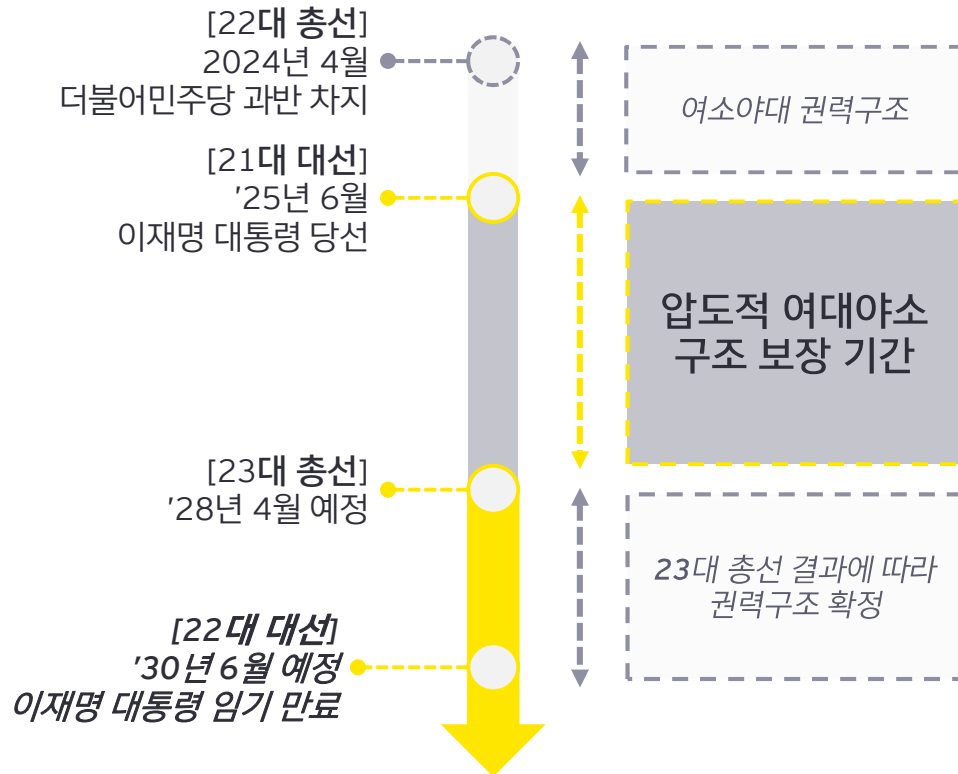 [22대 총선]
2024년 4월
더불어민주당 과반 차지
여소야대 권력구조
[21대 대선]
'25년 6월
이재명 대통령 당선
압도적 여대야소
구조 보장 기간
[23대 총선]
'28년 4월 예정
23대 총선 결과에 따라
권력구조 확정
[22대 대선]
'30년 6월 예정
이재명 대통령 임기 만료